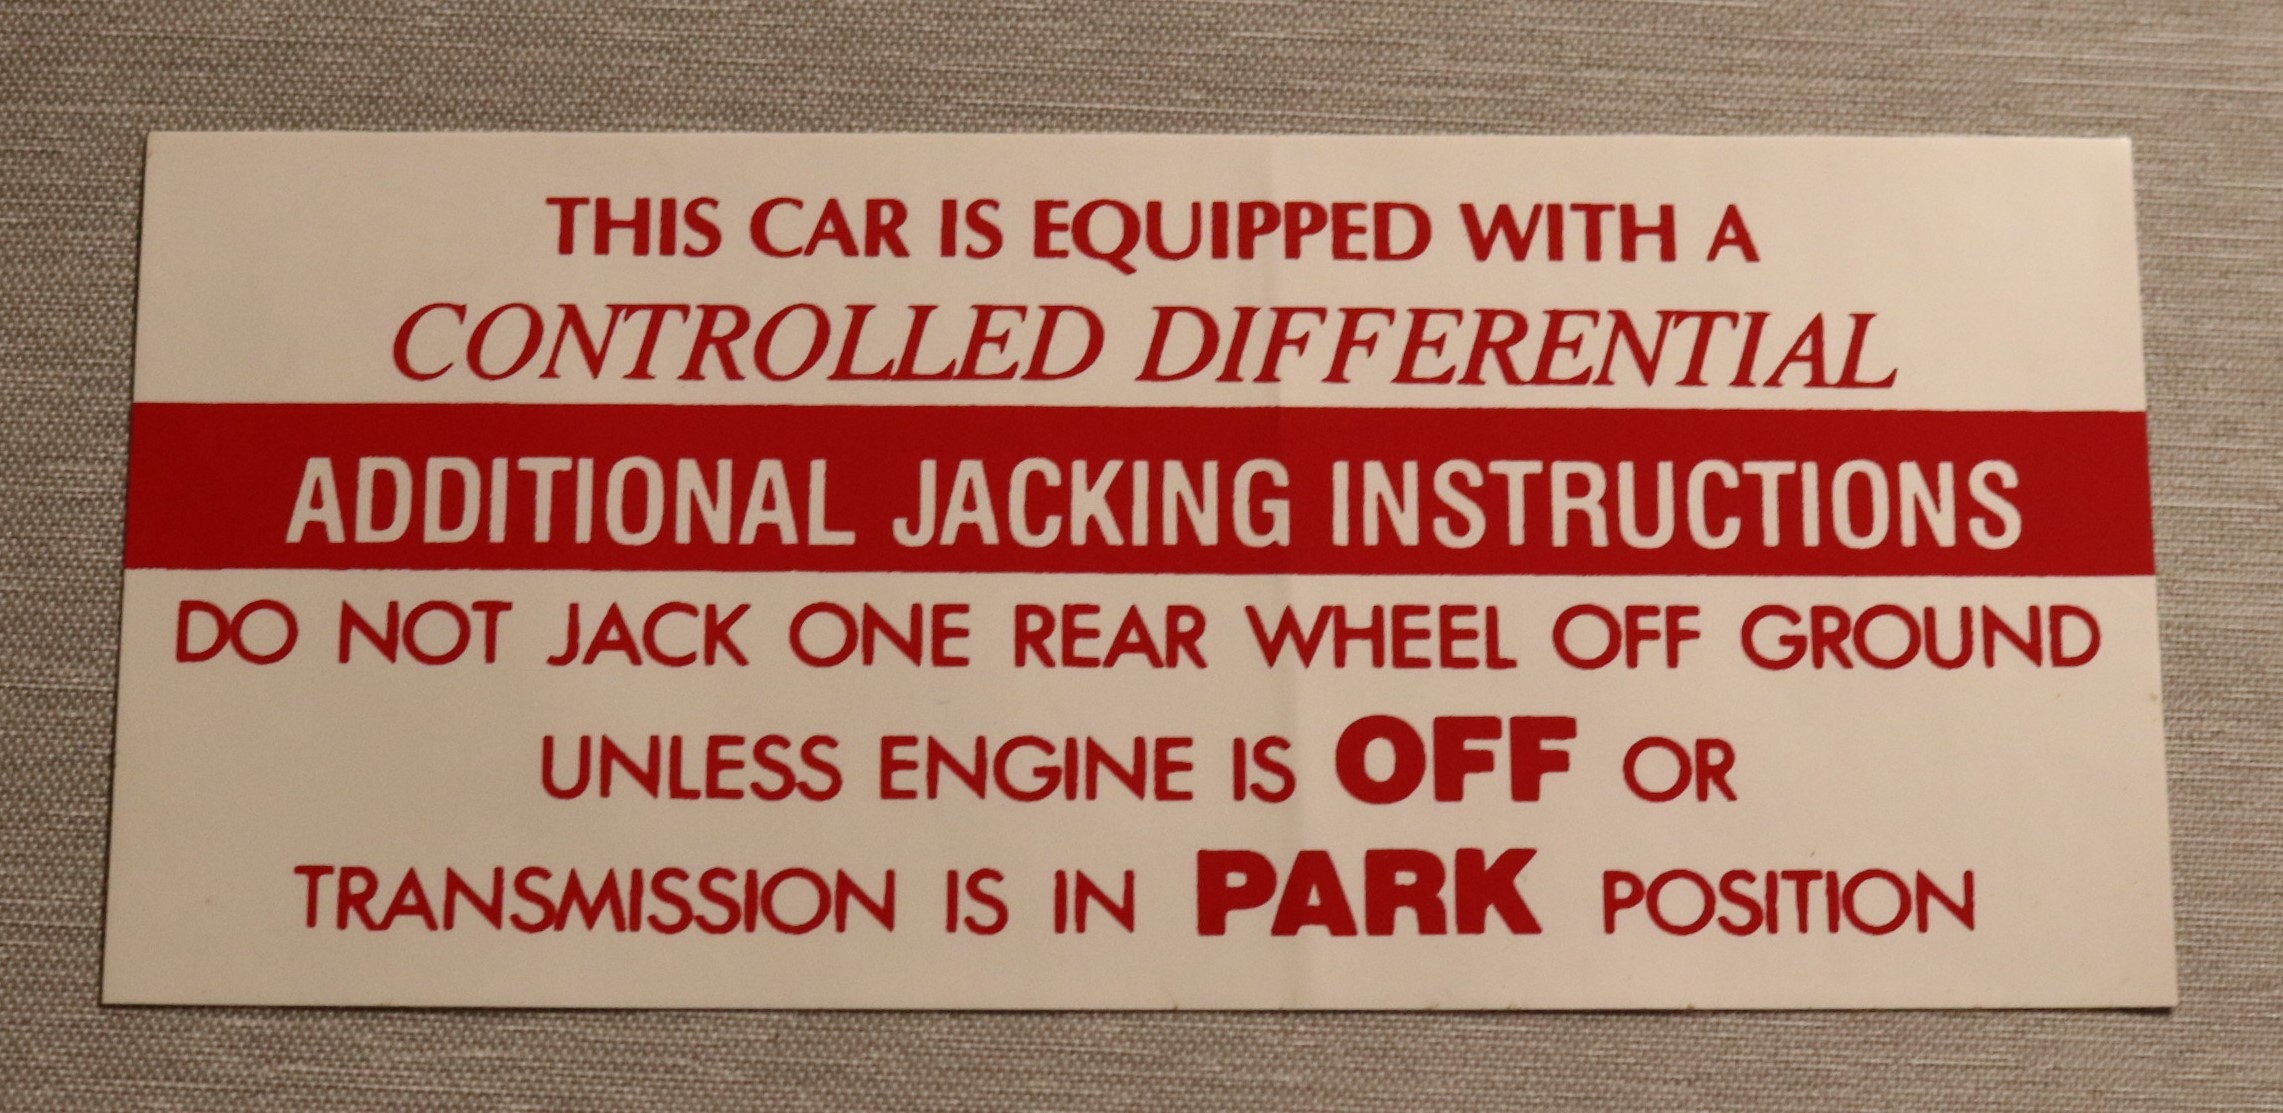 THIS CAR IS EQUIPPED WITH A
CONTROLLED DIFFERENTIAL
ADDITIONAL JACKING INSTRUCTIONS
DO NOT JACK ONE REAR WHEEL OFF GROUND
UNLESS ENGINE IS OFF OR
TRANSMISSION IS IN PARK POSITION